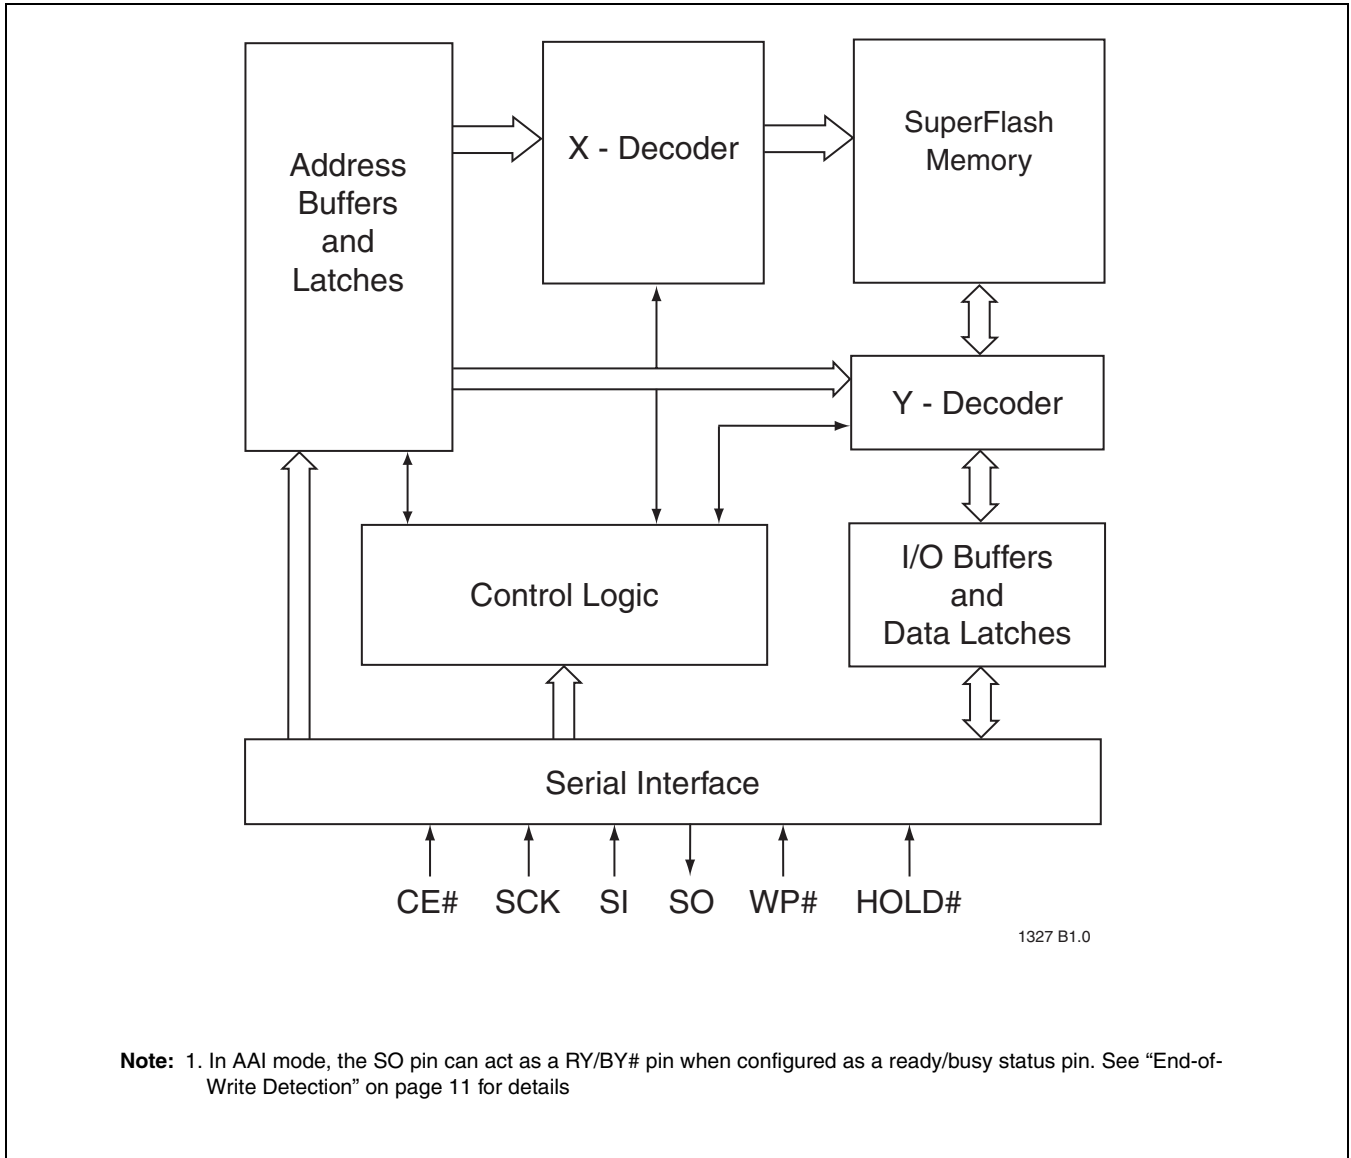 Address
Buffers
and
Latches
X - Decoder
SuperFlash
Memory
Y - Decoder
Control Logic
I/O Buffers
and
Data Latches
Serial Interface
CE# SCK SI SO WP# HOLD#
1327 B1.0
Note: 1. In AAI mode, the SO pin can act as a RY/BY# pin when configured as a ready/busy status pin. See “End-of-
Write Detection” on page 11 for details